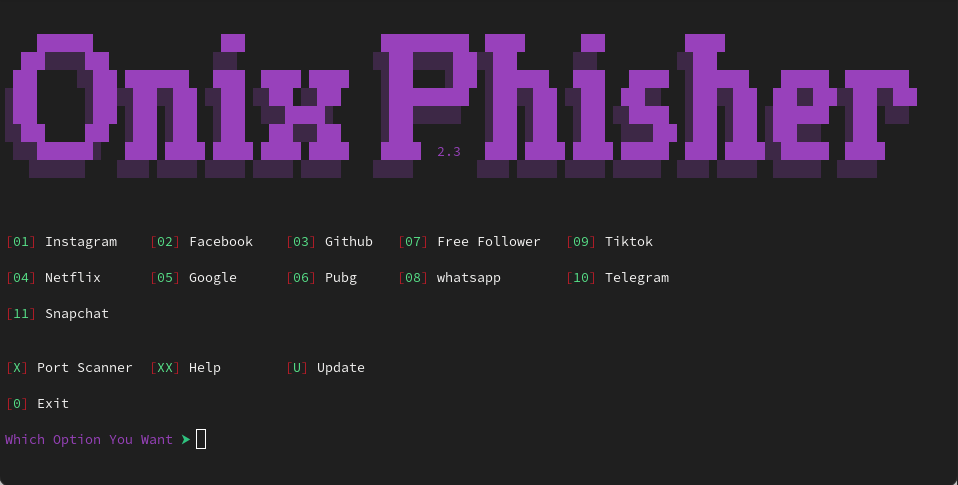 Onix Phisher
2.3
[01] Instagram [02] Facebook [03] Github [07] Free Follower [09] Tiktok
[04] Netflix [05] Google [06] Pubg [08] whatsapp [10] Telegram
[11] Snapchat
[X] Port Scanner [XX] Help [U] Update
[0] Exit
Which Option You Want ➤